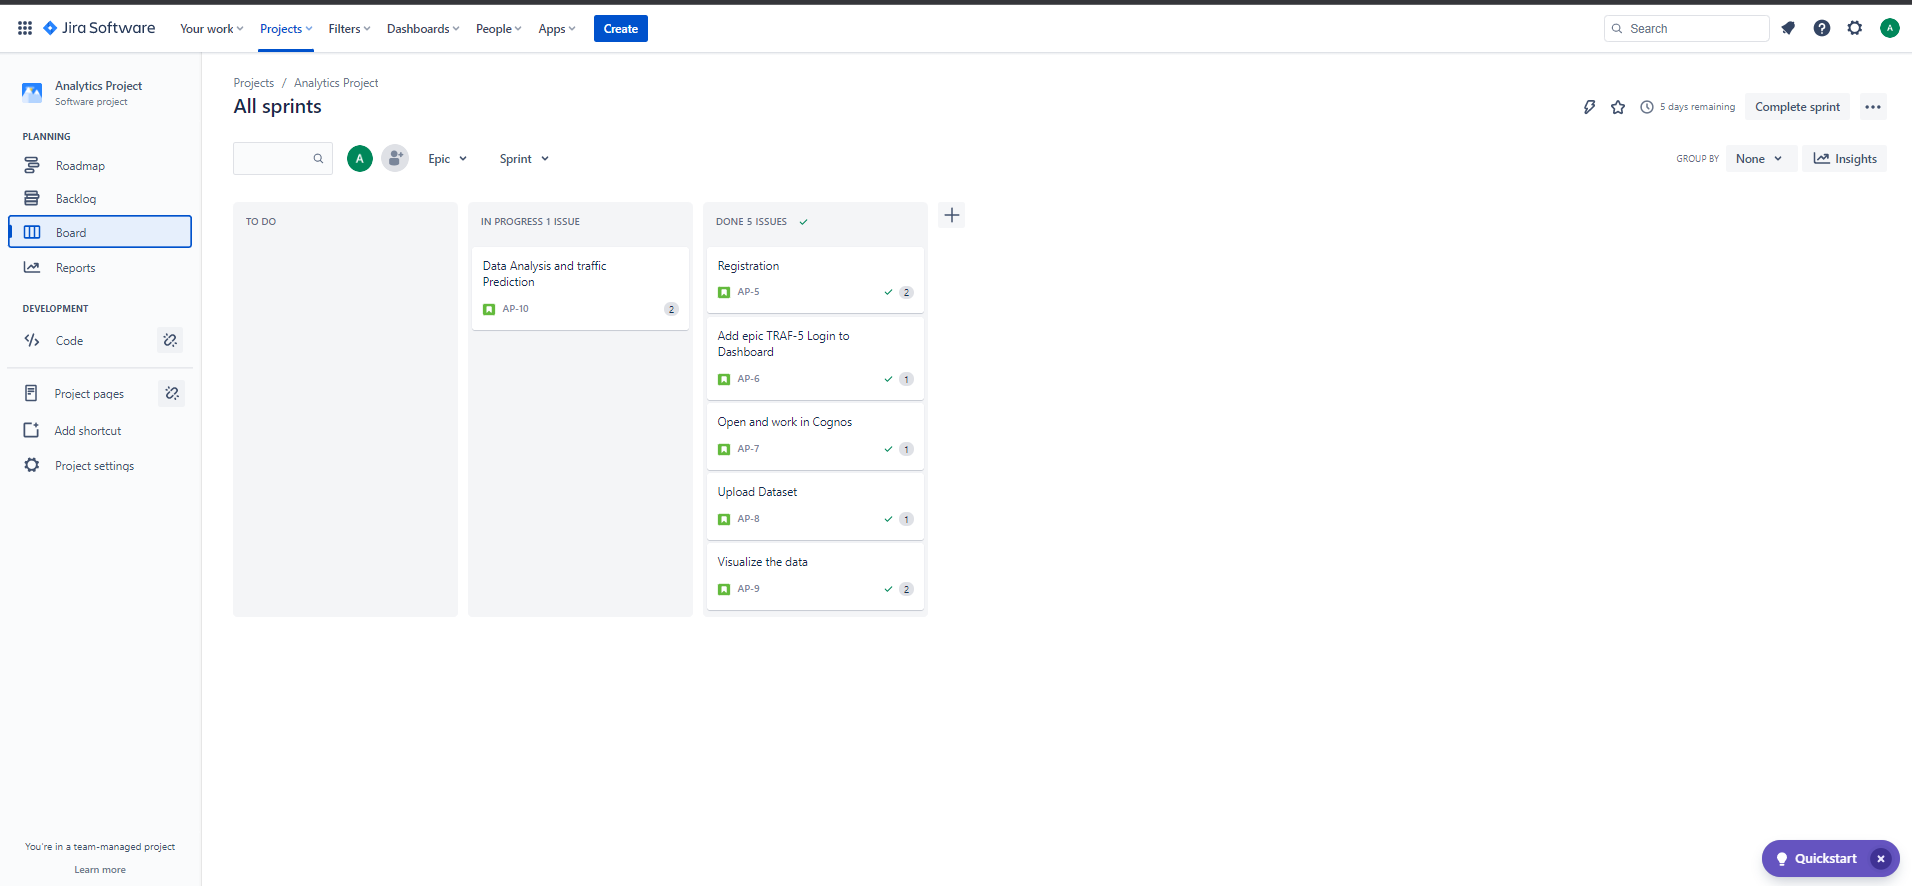 Jira Software
Your work
Projects
Filters
Dashboards
People
Apps
Create
Search
A
Analytics Project
Software project
PLANNING
Roadmap
Backlog
Board
Reports
DEVELOPMENT
Code
Project pages
Add shortcut
Project settings
You're in a team-managed project
Learn more
Projects / Analytics Project
All sprints
5 days remaining
Complete sprint
A
Epic
Sprint
GROUP BY
None
Insights
TO DO
IN PROGRESS 1 ISSUE
Data Analysis and traffic
Prediction
AP-10
2
DONE 5 ISSUES
Registration
AP-5
2
Add epic TRAF-5 Login to
Dashboard
AP-6
1
Open and work in Cognos
AP-7
1
Upload Dataset
AP-8
1
Visualize the data
AP-9
2
Quickstart